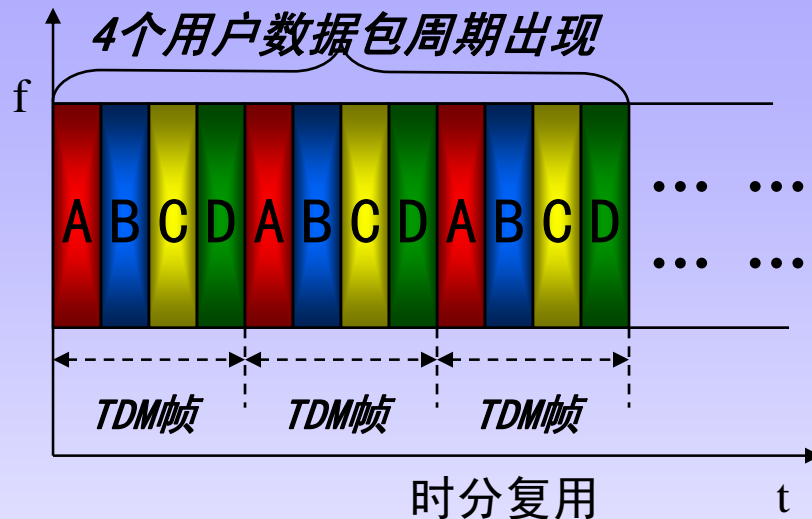 4个用户数据包周期出现
f
A B C D A B C D A B C D … …
… …
TDM帧 TDM帧 TDM帧
时分复用 t